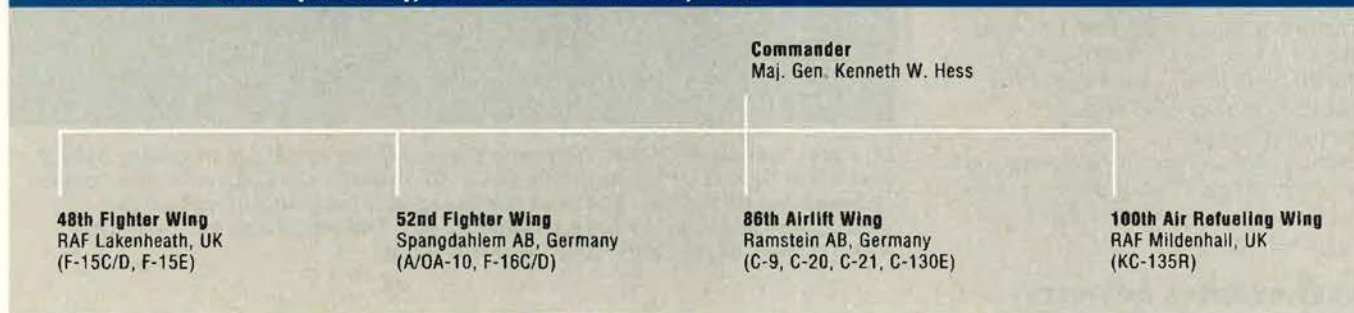 Commander
Maj. Gen. Kenneth W. Hess
48th Fighter Wing
RAF Lakenheath, UK
(F-15C/D, F-15E)
52nd Fighter Wing
Spangdahlem AB, Germany
(A/OA-10, F-16C/D)
86th Airlift Wing
Ramstein AB, Germany
(C-9, C-20, C-21, C-130E)
100th Air Refueling Wing
RAF Mildenhall, UK
(KC-135R)